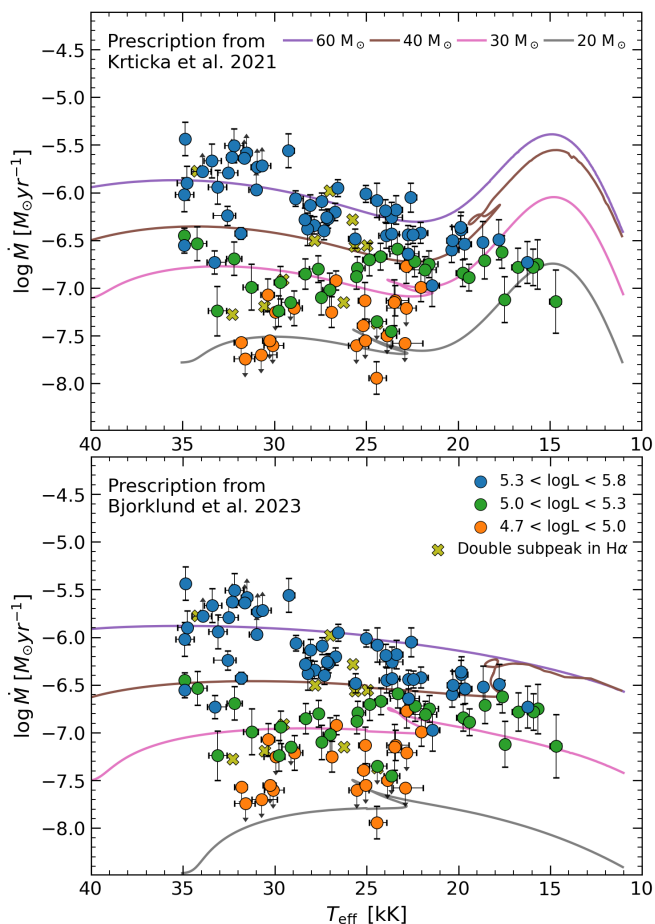 Prescription from
Krticka et al. 2021
60 M⊙
40 M⊙
30 M⊙
20 M⊙
−4.5
−5.0
−5.5
−6.0
−6.5
−7.0
−7.5
−8.0
log Ṁ [M⊙yr⁻¹]
40
35
30
25
20
15
10
Prescription from
Bjorklund et al. 2023
5.3 < logL < 5.8
5.0 < logL < 5.3
4.7 < logL < 5.0
Double subpeak in Hα
−4.5
−5.0
−5.5
−6.0
−6.5
−7.0
−7.5
−8.0
log Ṁ [M⊙yr⁻¹]
40
35
30
25
20
15
10
T_eff [kK]